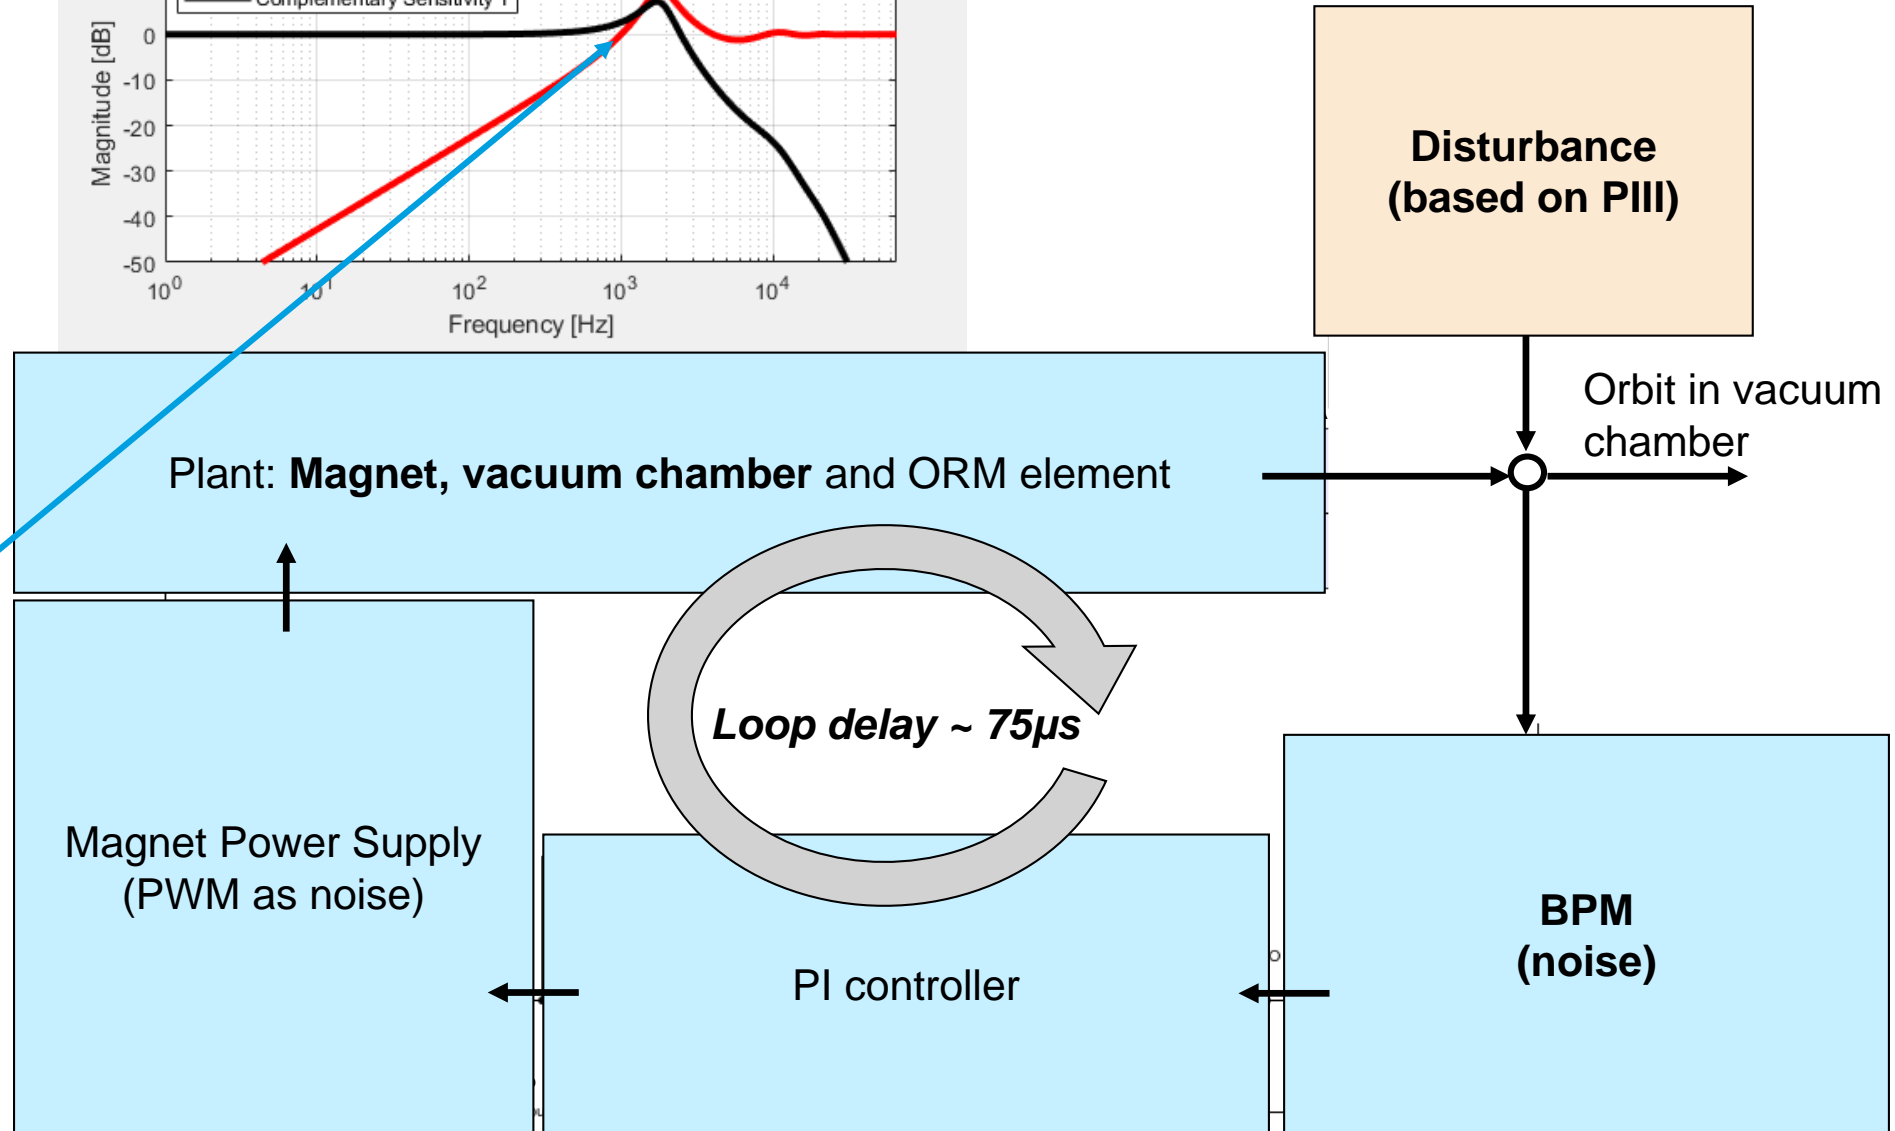 Complementary Sensitivity T
Magnitude [dB]
0
-10
-20
-30
-40
-50
10^0
10^1
10^2
10^3
10^4
Frequency [Hz]
Disturbance
(based on PIII)
Orbit in vacuum
chamber
Plant: Magnet, vacuum chamber and ORM element
Loop delay ~ 75µs
Magnet Power Supply
(PWM as noise)
PI controller
BPM
(noise)